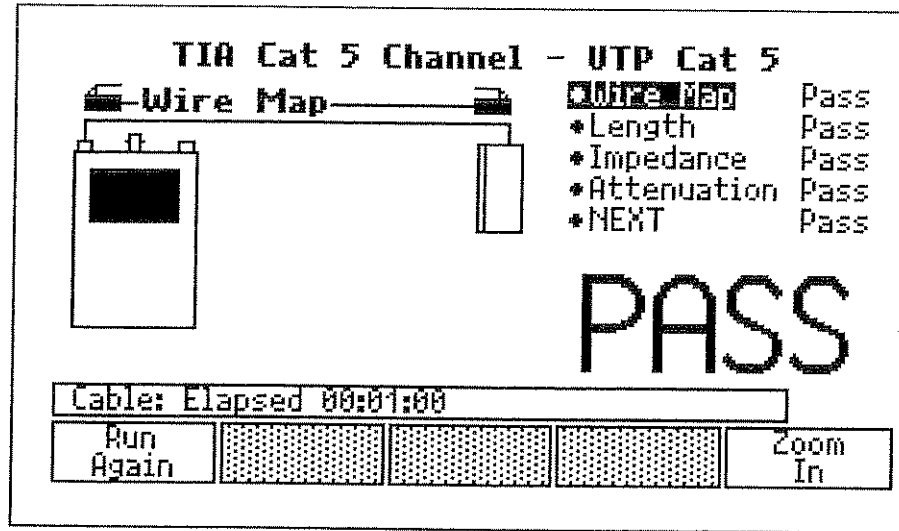 TIA Cat 5 Channel - UTP Cat 5
Wire Map
Wire Map Pass
Length Pass
Impedance Pass
Attenuation Pass
NEXT Pass
PASS
Cable: Elapsed 00:01:00
Run
Again
Zoom
In